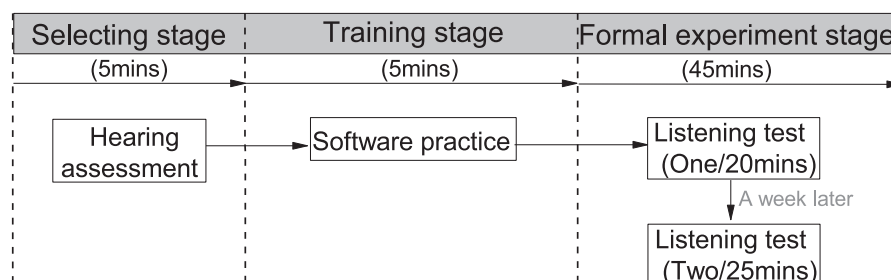 Selecting stage
Training stage
Formal experiment stage
(5mins)
(5mins)
(45mins)
Hearing
assessment
Software practice
Listening test
(One/20mins)
A week later
Listening test
(Two/25mins)